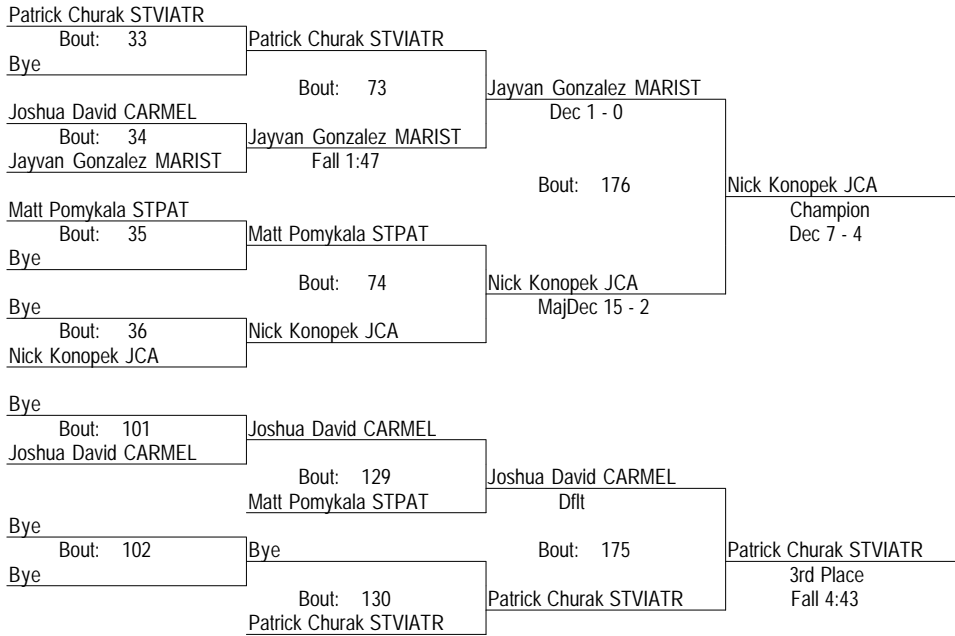 Patrick Churak STVIATR
Bout: 33
Patrick Churak STVIATR
Bye
Bout: 73
Jayvan Gonzalez MARIST
Joshua David CARMEL
Dec 1 - 0
Bout: 34
Jayvan Gonzalez MARIST
Jayvan Gonzalez MARIST
Fall 1:47
Bout: 176
Nick Konopek JCA
Matt Pomykala STPAT
Champion
Bout: 35
Matt Pomykala STPAT
Dec 7 - 4
Bye
Bout: 74
Nick Konopek JCA
Bye
MajDec 15 - 2
Bout: 36
Nick Konopek JCA
Nick Konopek JCA
Bye
Bout: 101
Joshua David CARMEL
Joshua David CARMEL
Bout: 129
Joshua David CARMEL
Matt Pomykala STPAT
Dflt
Bye
Bout: 102
Bye
Bout: 175
Patrick Churak STVIATR
Bye
3rd Place
Bout: 130
Patrick Churak STVIATR
Fall 4:43
Patrick Churak STVIATR